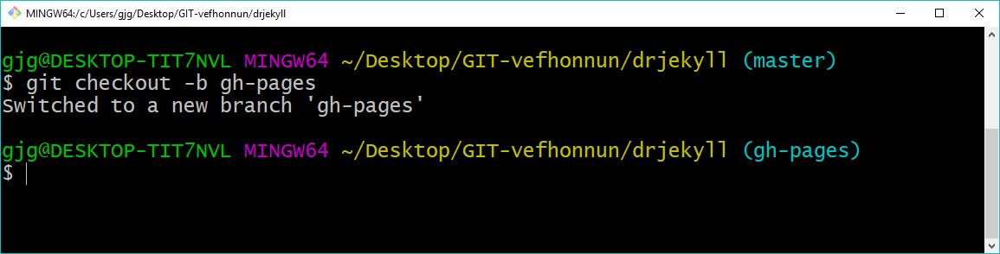 MINGW64:/c/Users/gjg/Desktop/GIT-vefhonnun/drjekyll
gjg@DESKTOP-TIT7NVL MINGW64 ~/Desktop/GIT-vefhonnun/drjekyll (master)
$ git checkout -b gh-pages
Switched to a new branch 'gh-pages'
gjg@DESKTOP-TIT7NVL MINGW64 ~/Desktop/GIT-vefhonnun/drjekyll (gh-pages)
$